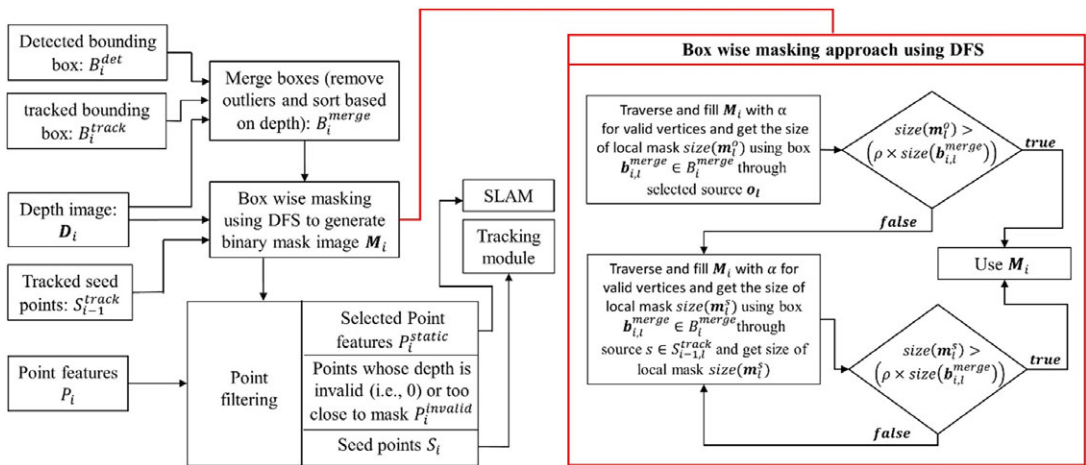 Detected bounding
box: B_i^{det}
tracked bounding
box: B_i^{track}
Depth image:
D_i
Tracked seed
points: S_{i-1}^{track}
Point features
P_i
Merge boxes (remove
outliers and sort based
on depth): B_i^{merge}
Box wise masking
using DFS to generate
binary mask image M_i
SLAM
Tracking
module
Point
filtering
Selected Point
features P_i^{static}
Points whose depth is
invalid (i.e., 0) or too
close to mask P_i^{invalid}
Seed points S_i
Box wise masking approach using DFS
Traverse and fill M_i with α
for valid vertices and get the size
of local mask size(m_l^o) using box
b_{i,l}^{merge} ∈ B_i^{merge} through
selected source o_l
size(m_l^o) >
(ρ × size(b_{i,l}^{merge}))
true
false
Use M_i
Traverse and fill M_i with α for
valid vertices and get the size of
local mask size(m_l^s) using box
b_{i,l}^{merge} ∈ B_i^{merge} through
source s ∈ S_{i-1,l}^{track} and get size of
local mask size(m_l^s)
size(m_l^s) >
(ρ × size(b_{i,l}^{merge}))
true
false